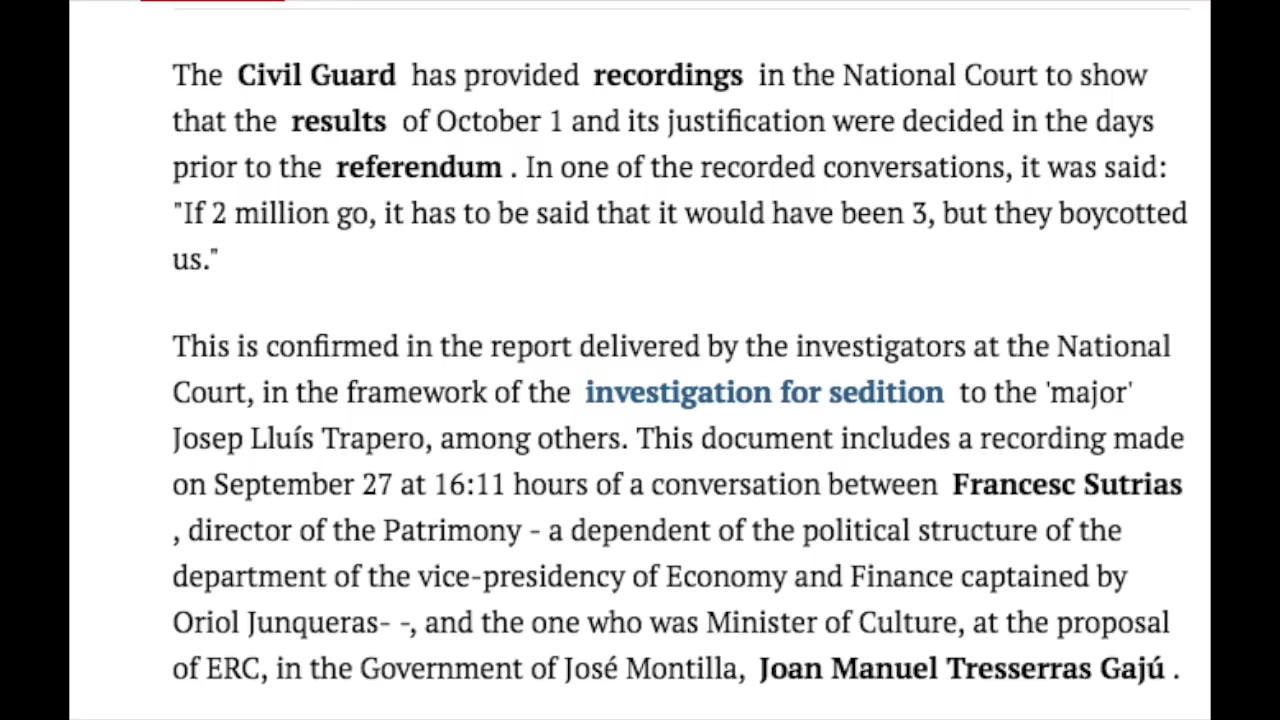 The Civil Guard has provided recordings in the National Court to show
that the results of October 1 and its justification were decided in the days
prior to the referendum . In one of the recorded conversations, it was said:
"If 2 million go, it has to be said that it would have been 3, but they boycotted
us."
This is confirmed in the report delivered by the investigators at the National
Court, in the framework of the investigation for sedition to the 'major'
Josep Lluís Trapero, among others. This document includes a recording made
on September 27 at 16:11 hours of a conversation between Francesc Sutrias
, director of the Patrimony - a dependent of the political structure of the
department of the vice-presidency of Economy and Finance captained by
Oriol Junqueras- -, and the one who was Minister of Culture, at the proposal
of ERC, in the Government of José Montilla, Joan Manuel Tresserras Gajú .